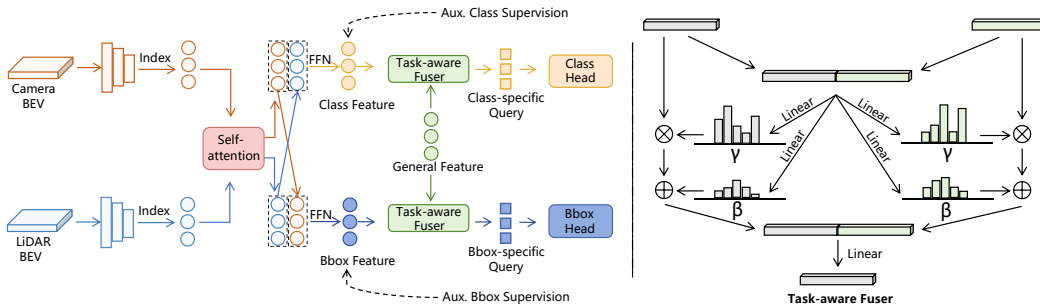 Aux. Class Supervision
Camera
BEV
Index
FFN
Class Feature
Task-aware
Fuser
Class-specific
Query
Class
Head
Self-
attention
General Feature
LiDAR
BEV
Index
FFN
Bbox Feature
Task-aware
Fuser
Bbox-specific
Query
Bbox
Head
Aux. Bbox Supervision
Linear
Linear
Linear
Linear
γ
γ
β
β
Linear
Task-aware Fuser